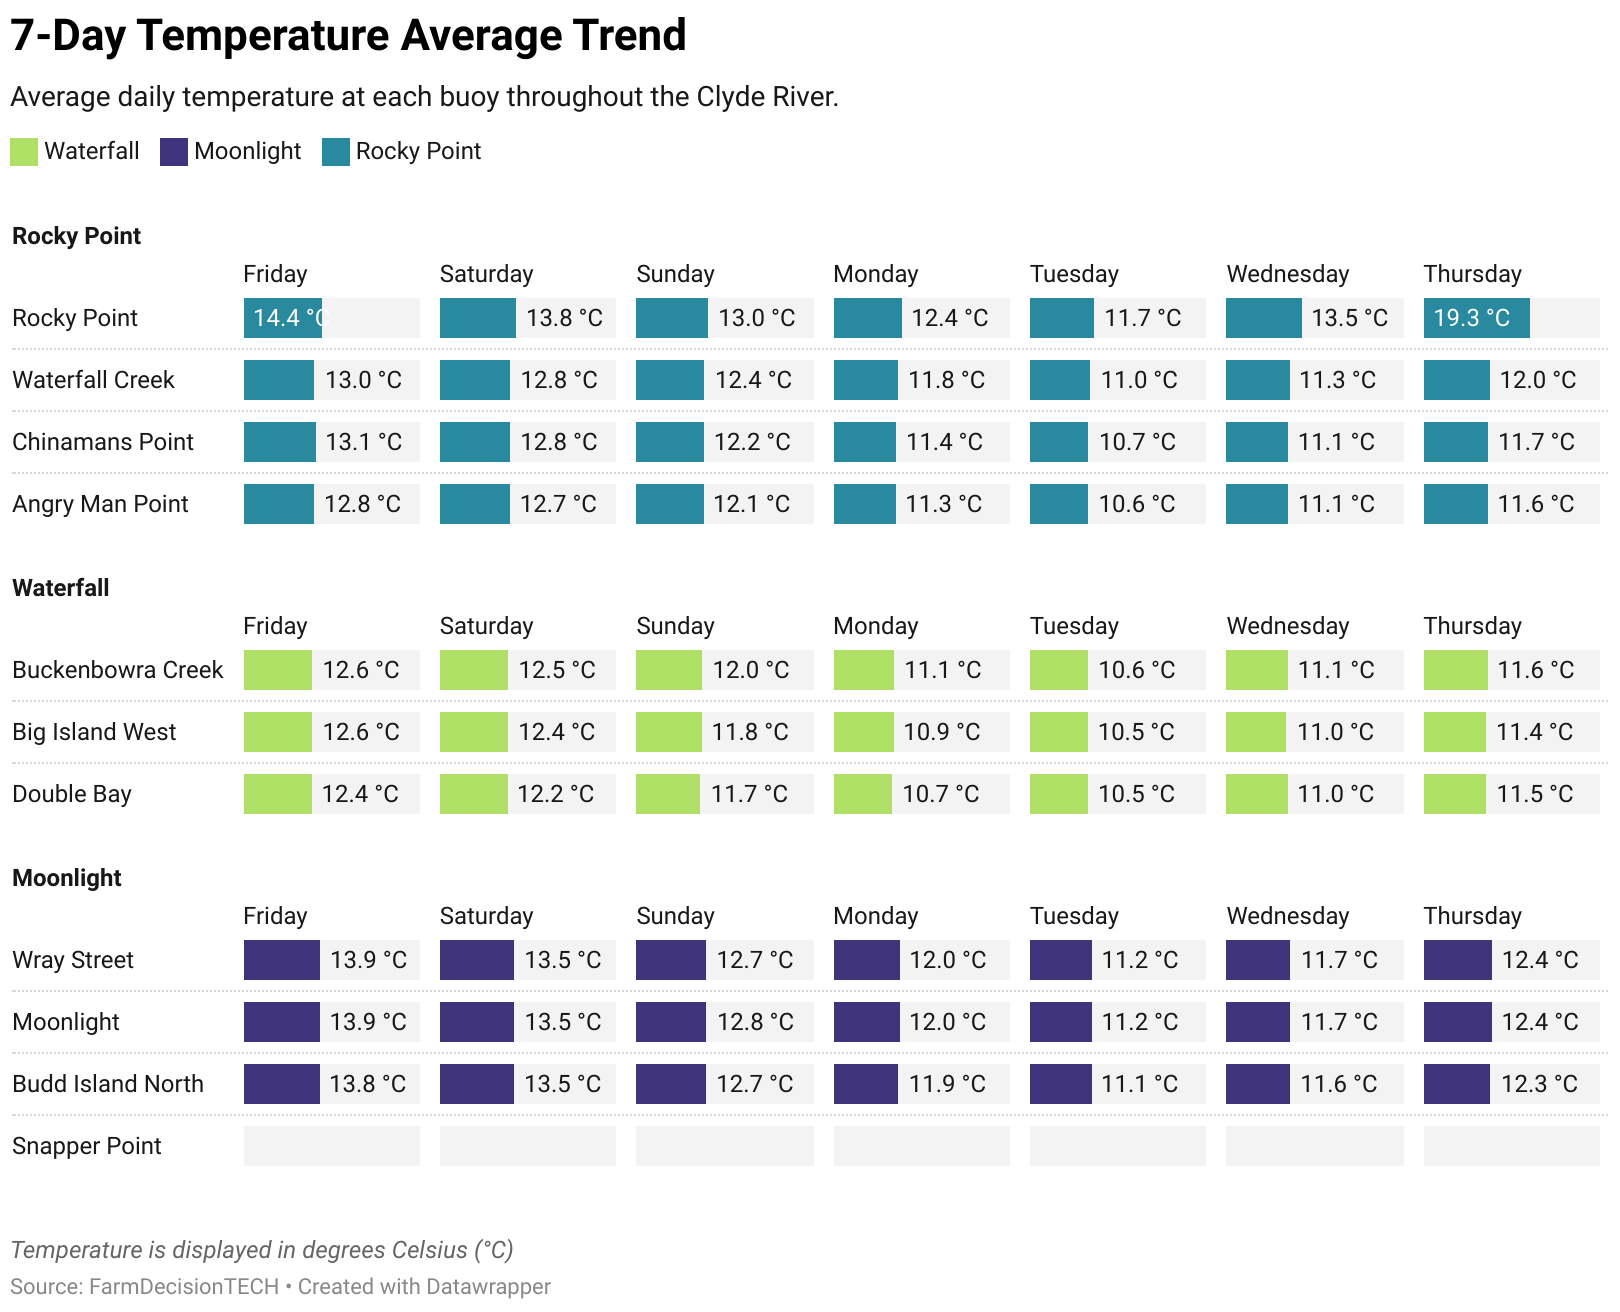 7-Day Temperature Average Trend
Average daily temperature at each buoy throughout the Clyde River.
Waterfall Moonlight Rocky Point
Rocky Point
Friday Saturday Sunday Monday Tuesday Wednesday Thursday
Rocky Point 14.4 °C 13.8 °C 13.0 °C 12.4 °C 11.7 °C 13.5 °C 19.3 °C
Waterfall Creek 13.0 °C 12.8 °C 12.4 °C 11.8 °C 11.0 °C 11.3 °C 12.0 °C
Chinamans Point 13.1 °C 12.8 °C 12.2 °C 11.4 °C 10.7 °C 11.1 °C 11.7 °C
Angry Man Point 12.8 °C 12.7 °C 12.1 °C 11.3 °C 10.6 °C 11.1 °C 11.6 °C
Waterfall
Friday Saturday Sunday Monday Tuesday Wednesday Thursday
Buckenbowra Creek 12.6 °C 12.5 °C 12.0 °C 11.1 °C 10.6 °C 11.1 °C 11.6 °C
Big Island West 12.6 °C 12.4 °C 11.8 °C 10.9 °C 10.5 °C 11.0 °C 11.4 °C
Double Bay 12.4 °C 12.2 °C 11.7 °C 10.7 °C 10.5 °C 11.0 °C 11.5 °C
Moonlight
Friday Saturday Sunday Monday Tuesday Wednesday Thursday
Wray Street 13.9 °C 13.5 °C 12.7 °C 12.0 °C 11.2 °C 11.7 °C 12.4 °C
Moonlight 13.9 °C 13.5 °C 12.8 °C 12.0 °C 11.2 °C 11.7 °C 12.4 °C
Budd Island North 13.8 °C 13.5 °C 12.7 °C 11.9 °C 11.1 °C 11.6 °C 12.3 °C
Snapper Point
Temperature is displayed in degrees Celsius (°C)
Source: FarmDecisionTECH • Created with Datawrapper